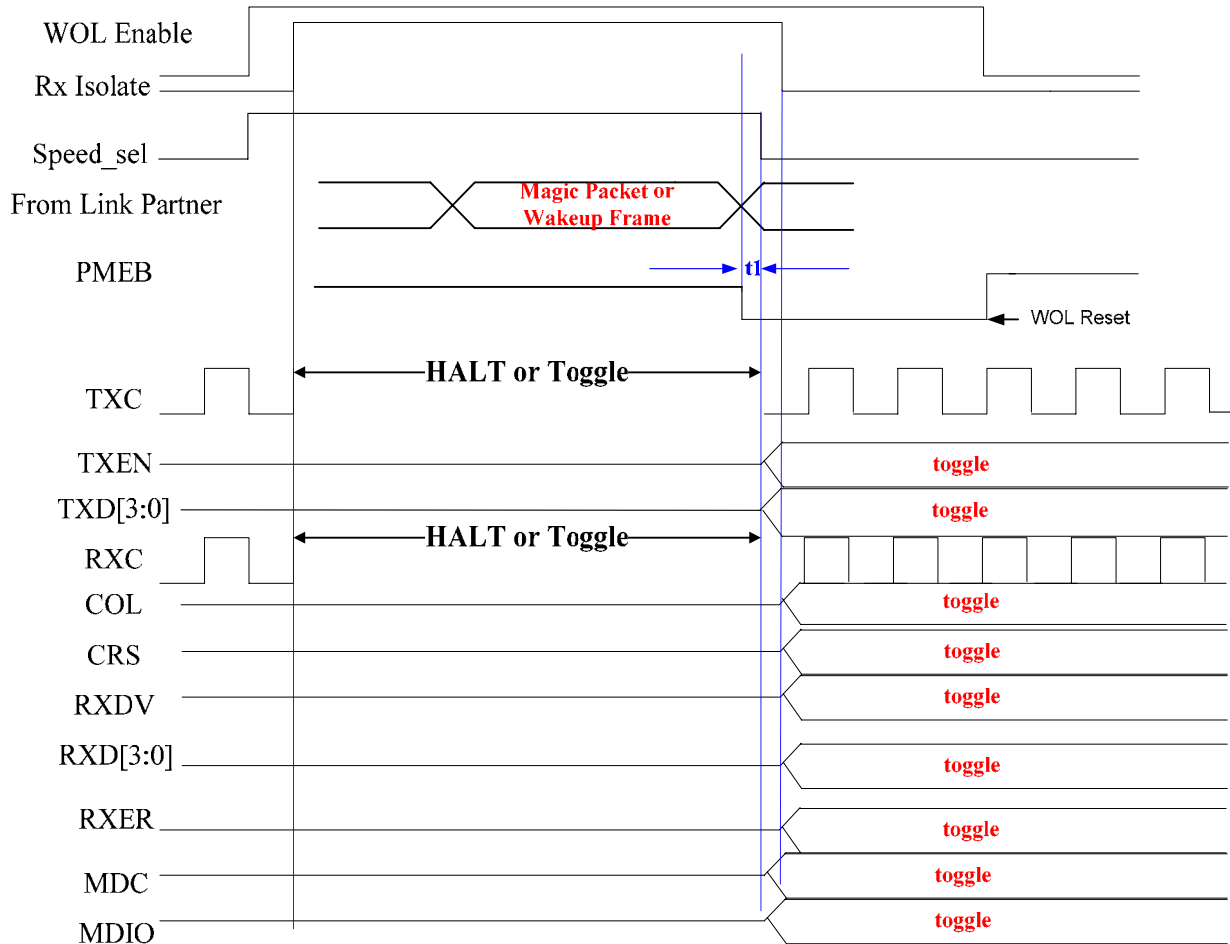 WOL Enable
Rx Isolate
Speed_sel
From Link Partner
Magic Packet or
Wakeup Frame
PMEB
t1
WOL Reset
HALT or Toggle
TXC
TXEN
toggle
TXD[3:0]
toggle
HALT or Toggle
RXC
COL
toggle
CRS
toggle
RXDV
toggle
RXD[3:0]
toggle
RXER
toggle
MDC
toggle
MDIO
toggle